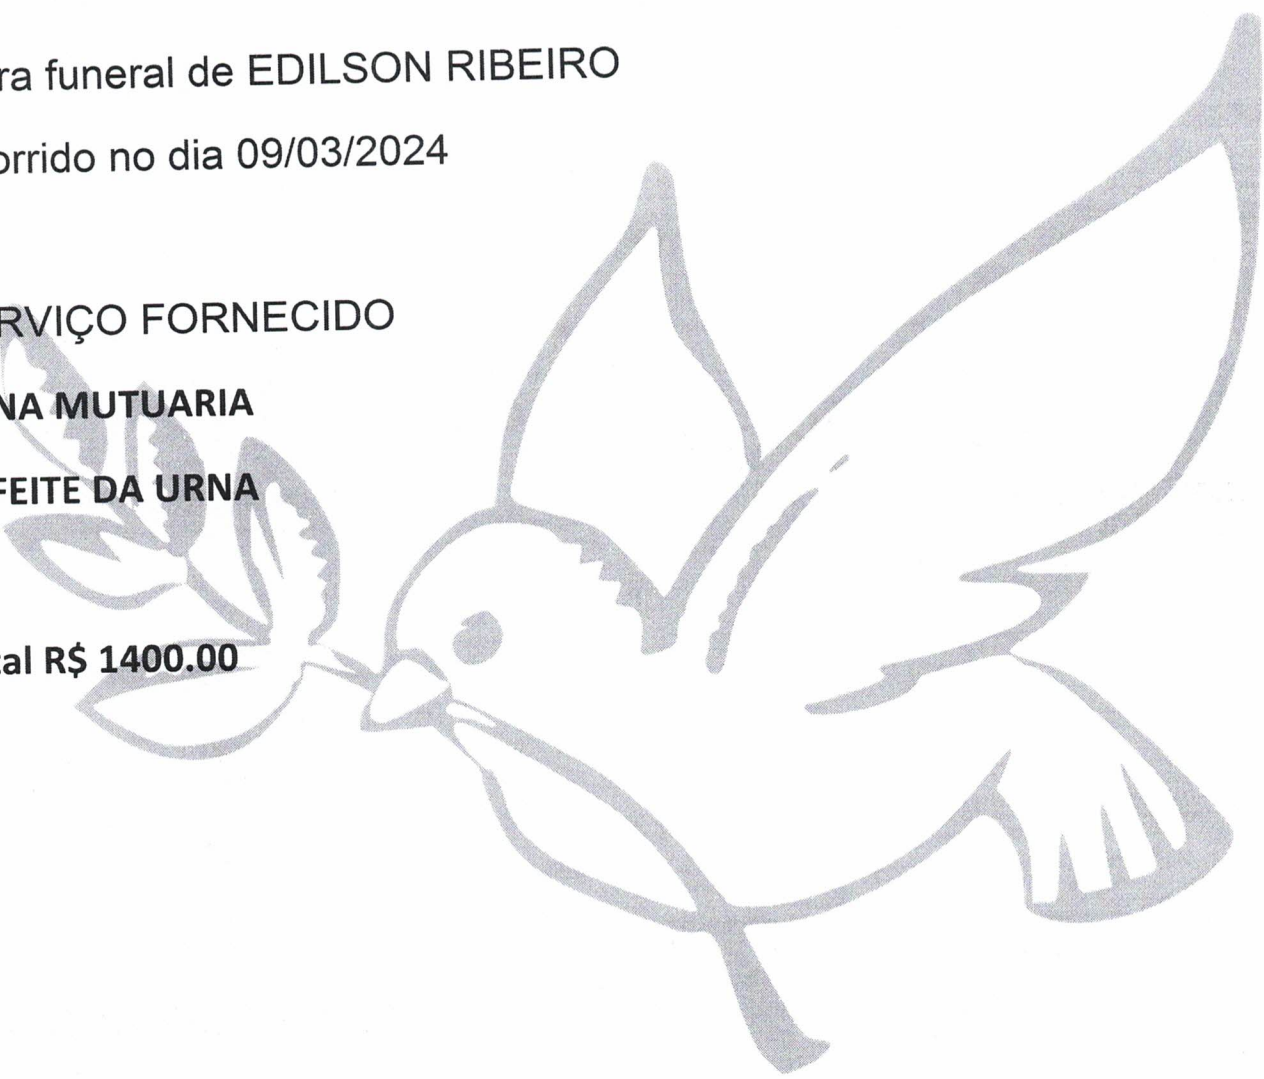 ra funeral de EDILSON RIBEIRO
orrido no dia 09/03/2024
RVIÇO FORNECIDO
NA MUTUARIA
FEITE DA URNA
tal R$ 1400.00